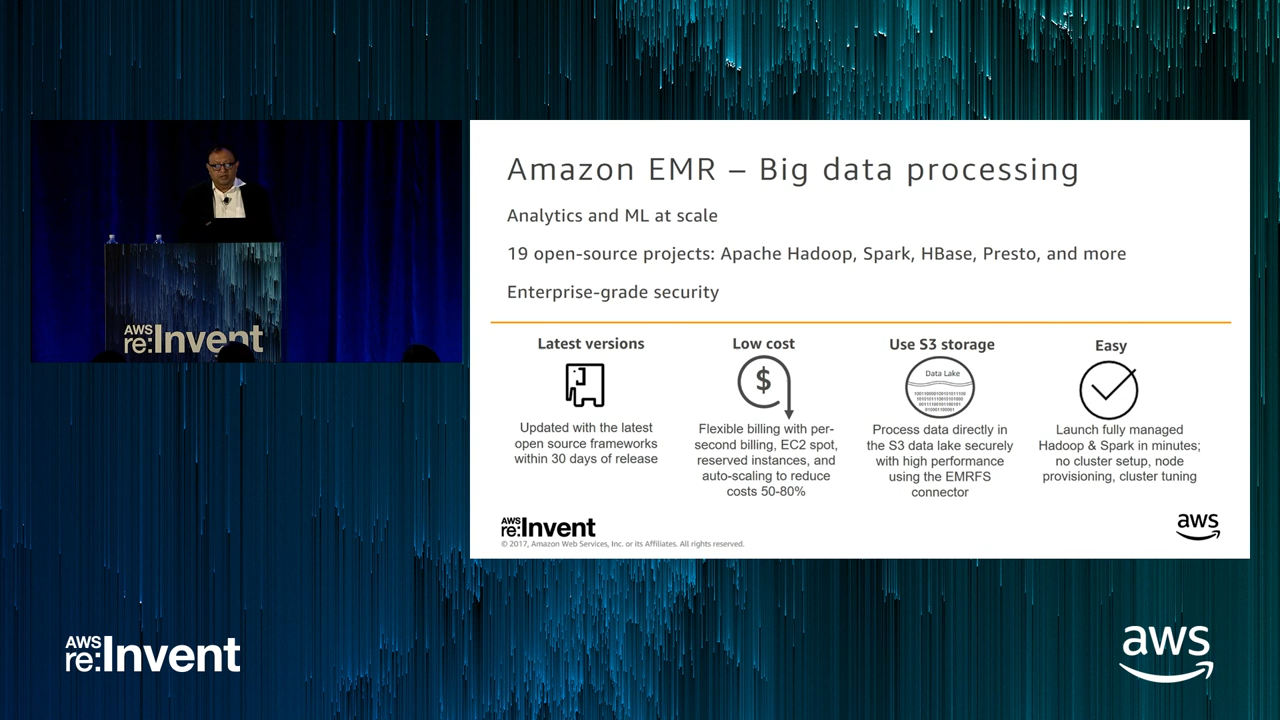 AWS
re:Invent
Amazon EMR – Big data processing
Analytics and ML at scale
19 open-source projects: Apache Hadoop, Spark, HBase, Presto, and more
Enterprise-grade security
Latest versions
Updated with the latest
open source frameworks
within 30 days of release
Low cost
$
Flexible billing with per-
second billing, EC2 spot,
reserved instances, and
auto-scaling to reduce
costs 50-80%
Use S3 storage
Data Lake
Process data directly in
the S3 data lake securely
with high performance
using the EMRFS
connector
Easy
Launch fully managed
Hadoop & Spark in minutes;
no cluster setup, node
provisioning, cluster tuning
AWS
re:Invent
© 2017, Amazon Web Services, Inc. or its Affiliates. All rights reserved.
aws
AWS
re:Invent
aws